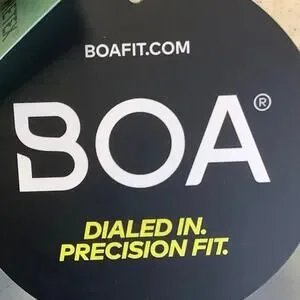 BOAFIT.COM
BOA®
DIALED IN.
PRECISION FIT.